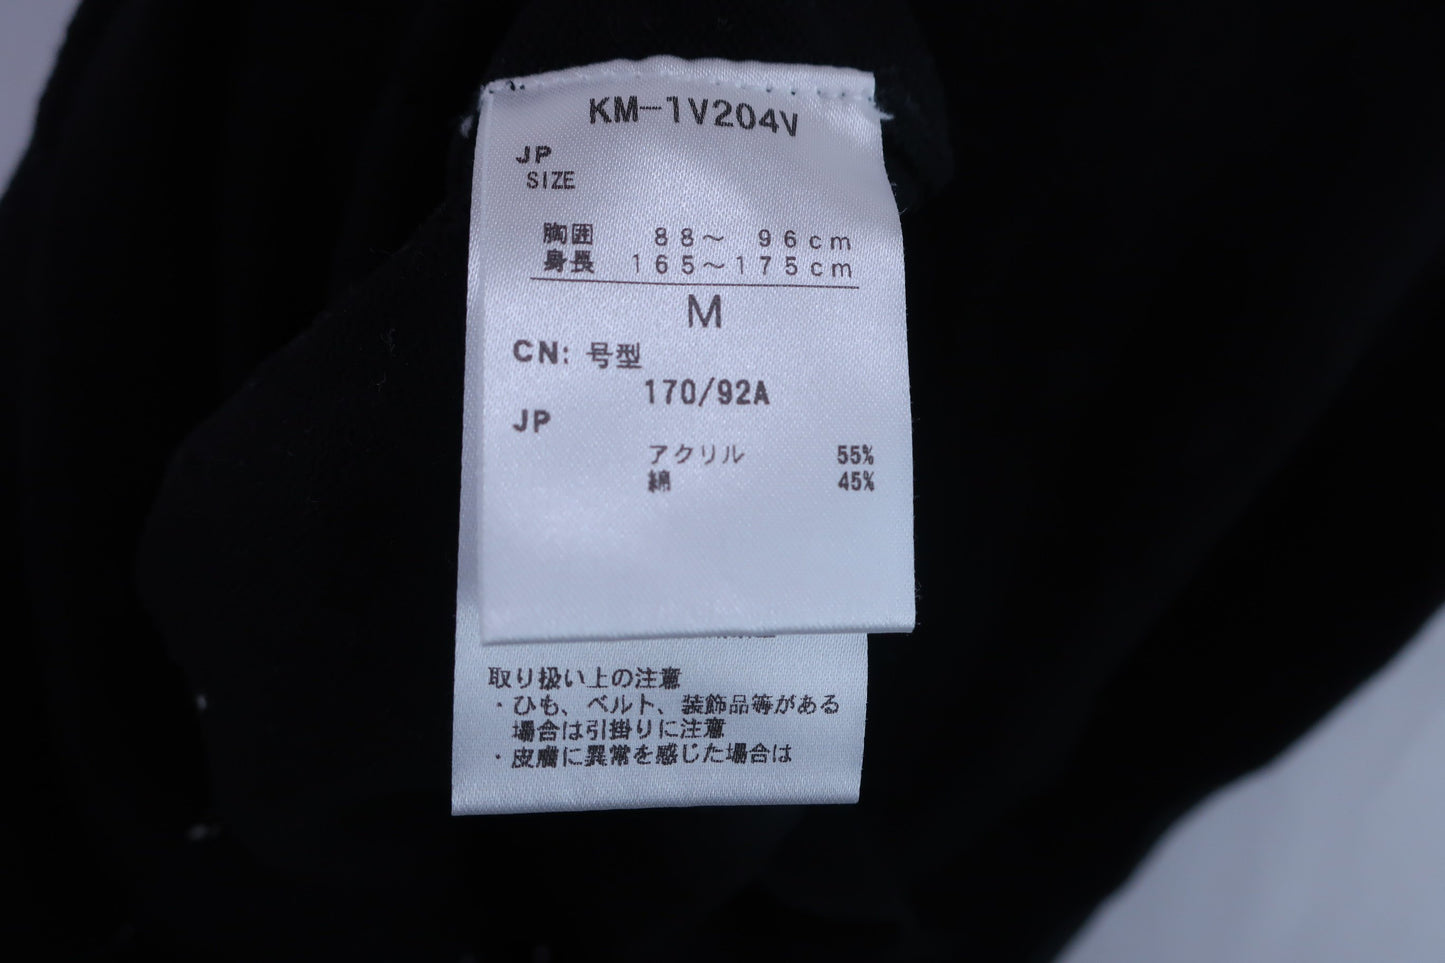 KM-1V204V
JP
SIZE
胸囲 88～ 96cm
身長 165～175cm
M
CN: 号型
170/92A
JP
アクリル 55%
綿 45%
取り扱い上の注意
・ひも、ベルト、装飾品等がある
場合は引掛りに注意
・皮膚に異常を感じた場合は